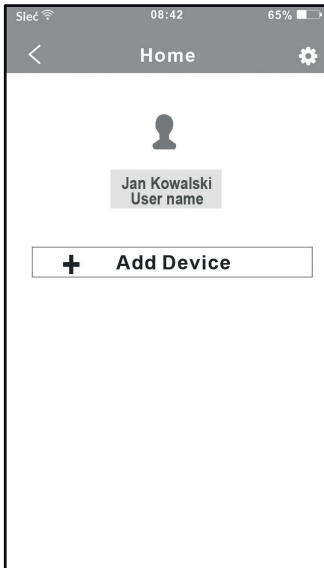 Sieć 08:42 65%
Home
Jan Kowalski
User name
+ Add Device